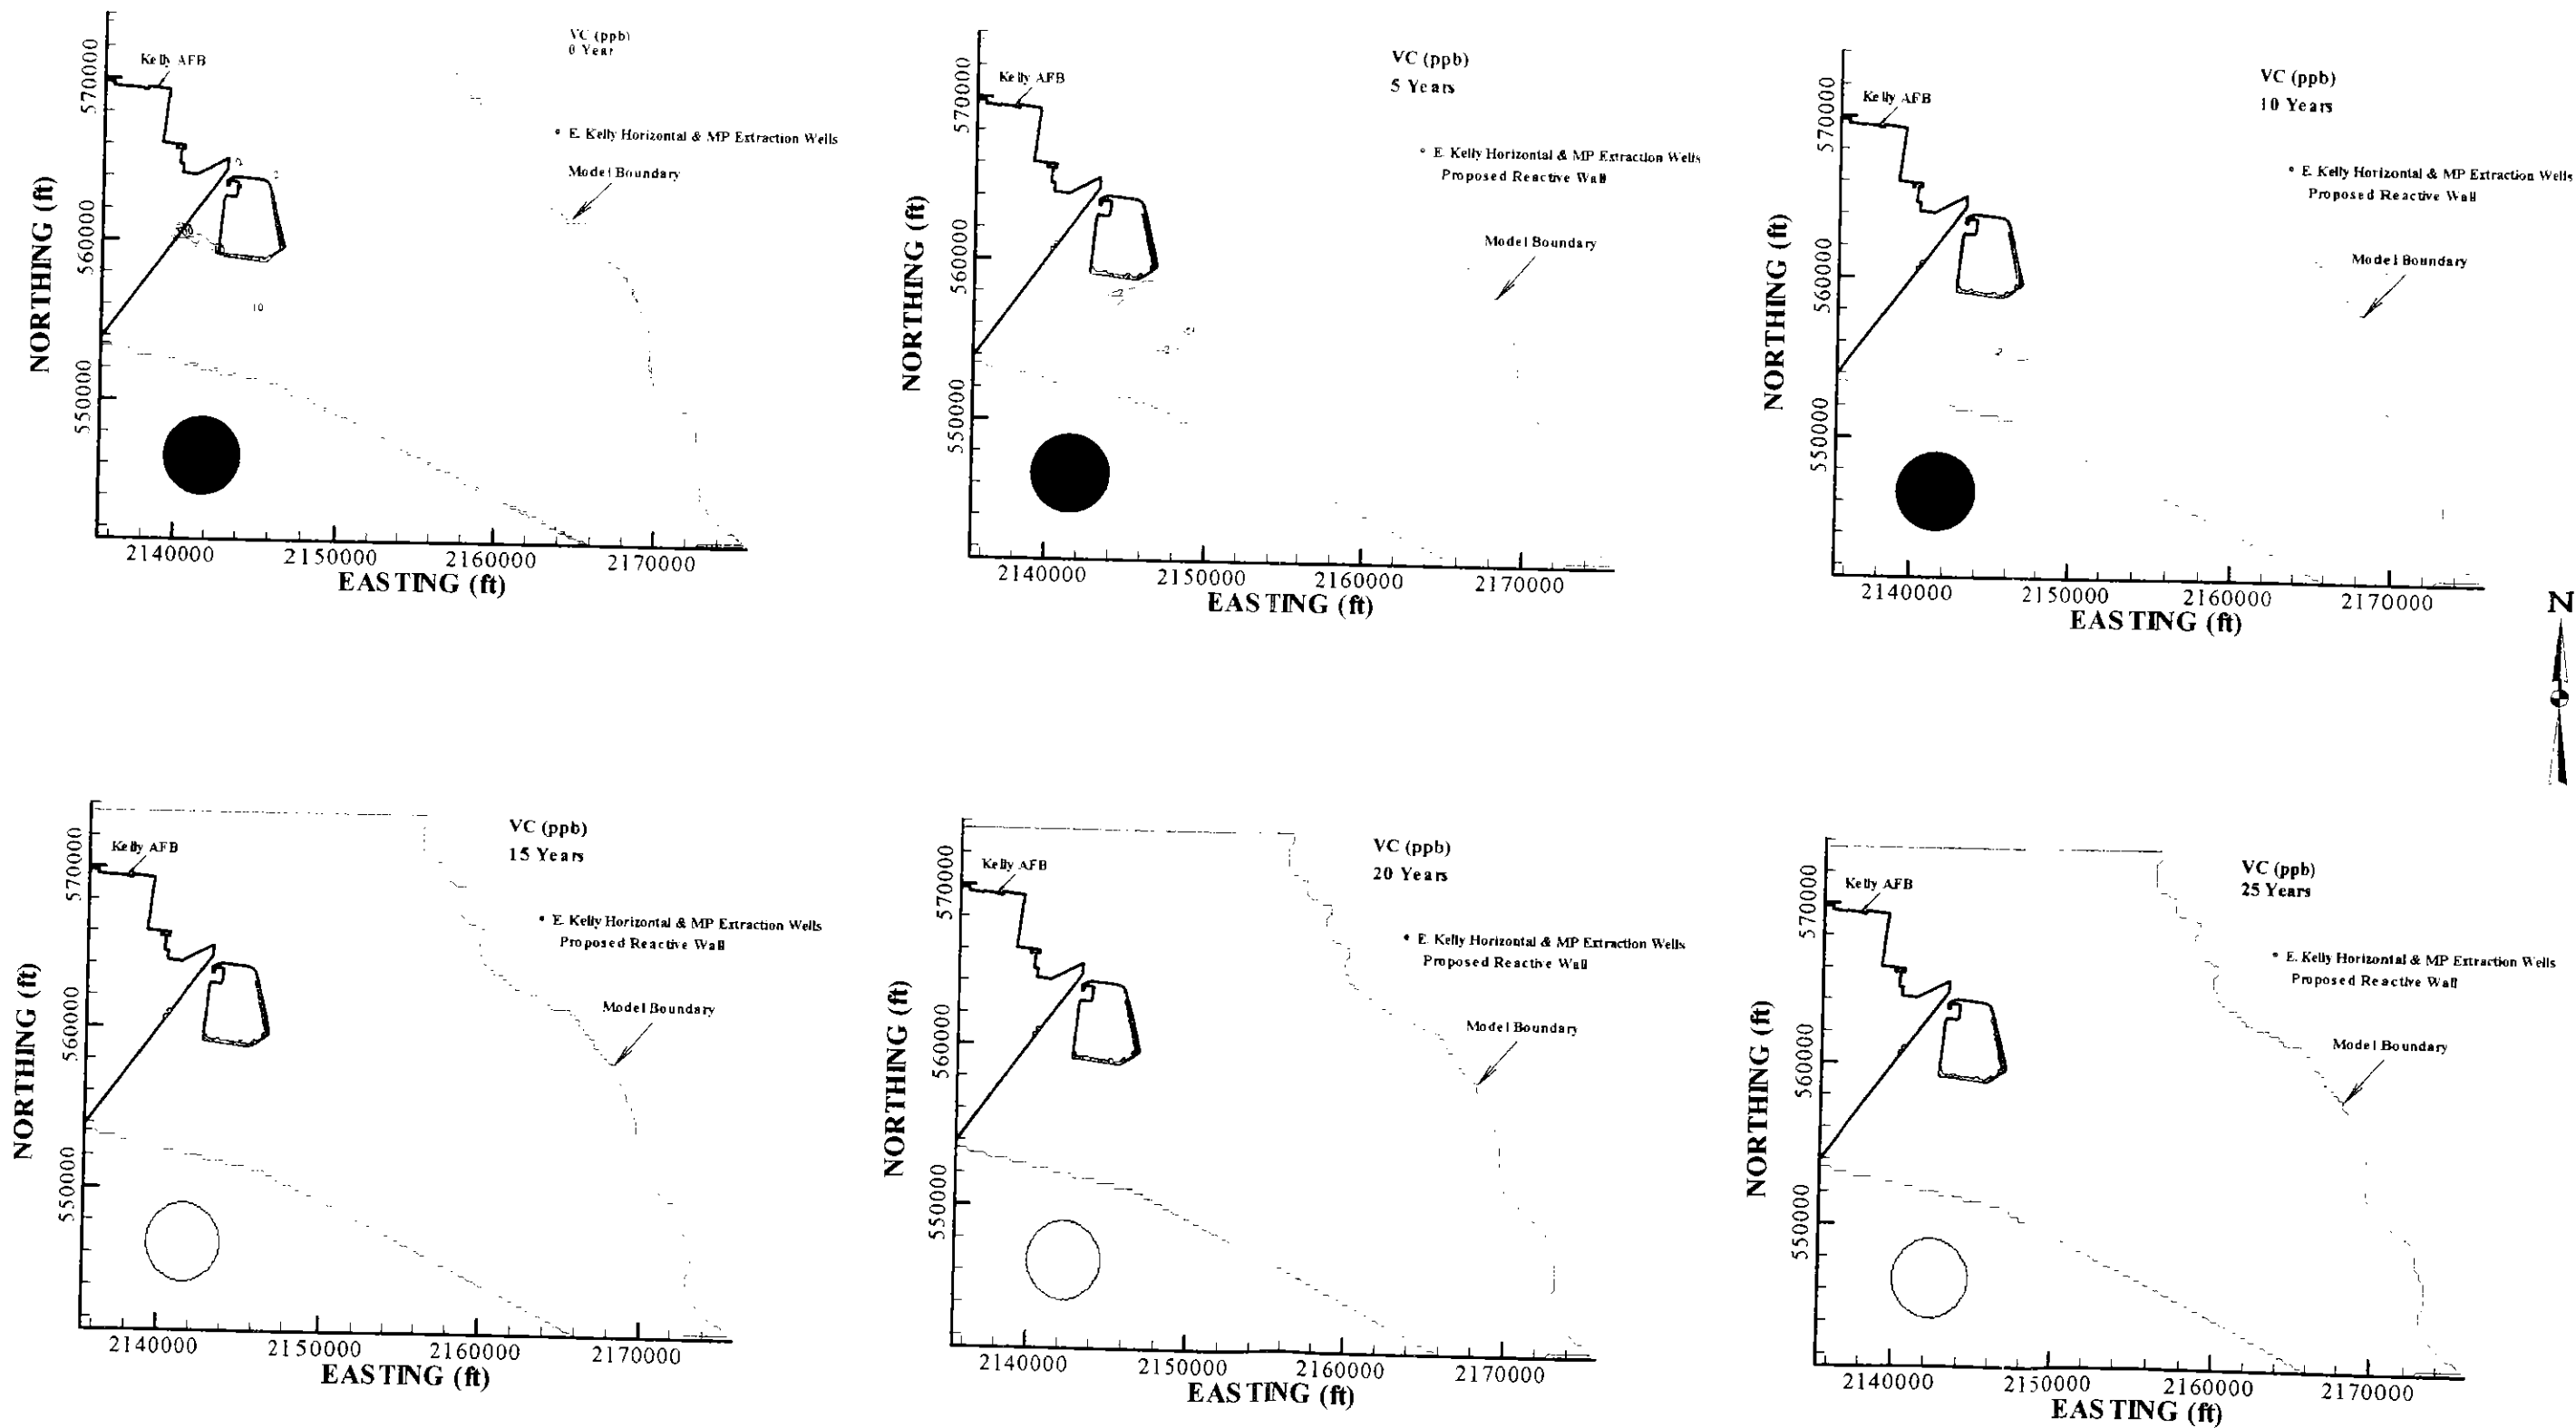 VC (ppb)
0 Year
Kelly AFB
E. Kelly Horizontal & MP Extraction Wells
Model Boundary
2
2
10
NORTHING (ft)
570000
560000
550000
2140000 2150000 2160000 2170000
EASTING (ft)
VC (ppb)
5 Years
Kelly AFB
E. Kelly Horizontal & MP Extraction Wells
Proposed Reactive Wall
Model Boundary
2
2
2
NORTHING (ft)
570000
560000
550000
2140000 2150000 2160000 2170000
EASTING (ft)
VC (ppb)
10 Years
Kelly AFB
E. Kelly Horizontal & MP Extraction Wells
Proposed Reactive Wall
Model Boundary
2
NORTHING (ft)
570000
560000
550000
2140000 2150000 2160000 2170000
EASTING (ft)
N
VC (ppb)
15 Years
Kelly AFB
E. Kelly Horizontal & MP Extraction Wells
Proposed Reactive Wall
Model Boundary
NORTHING (ft)
570000
560000
550000
2140000 2150000 2160000 2170000
EASTING (ft)
VC (ppb)
20 Years
Kelly AFB
E. Kelly Horizontal & MP Extraction Wells
Proposed Reactive Wall
Model Boundary
NORTHING (ft)
570000
560000
550000
2140000 2150000 2160000 2170000
EASTING (ft)
VC (ppb)
25 Years
Kelly AFB
E. Kelly Horizontal & MP Extraction Wells
Proposed Reactive Wall
Model Boundary
NORTHING (ft)
570000
560000
550000
2140000 2150000 2160000 2170000
EASTING (ft)